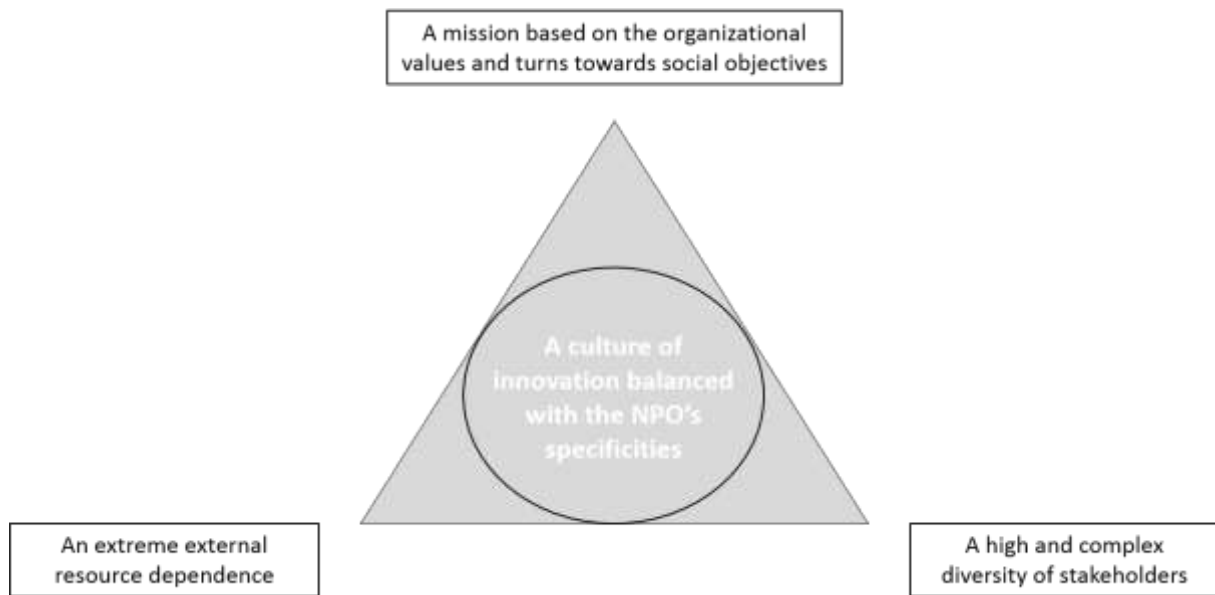 A mission based on the organizational
values and turns towards social objectives
A culture of
innovation balanced
with the NPO's
specificities
An extreme external
resource dependence
A high and complex
diversity of stakeholders